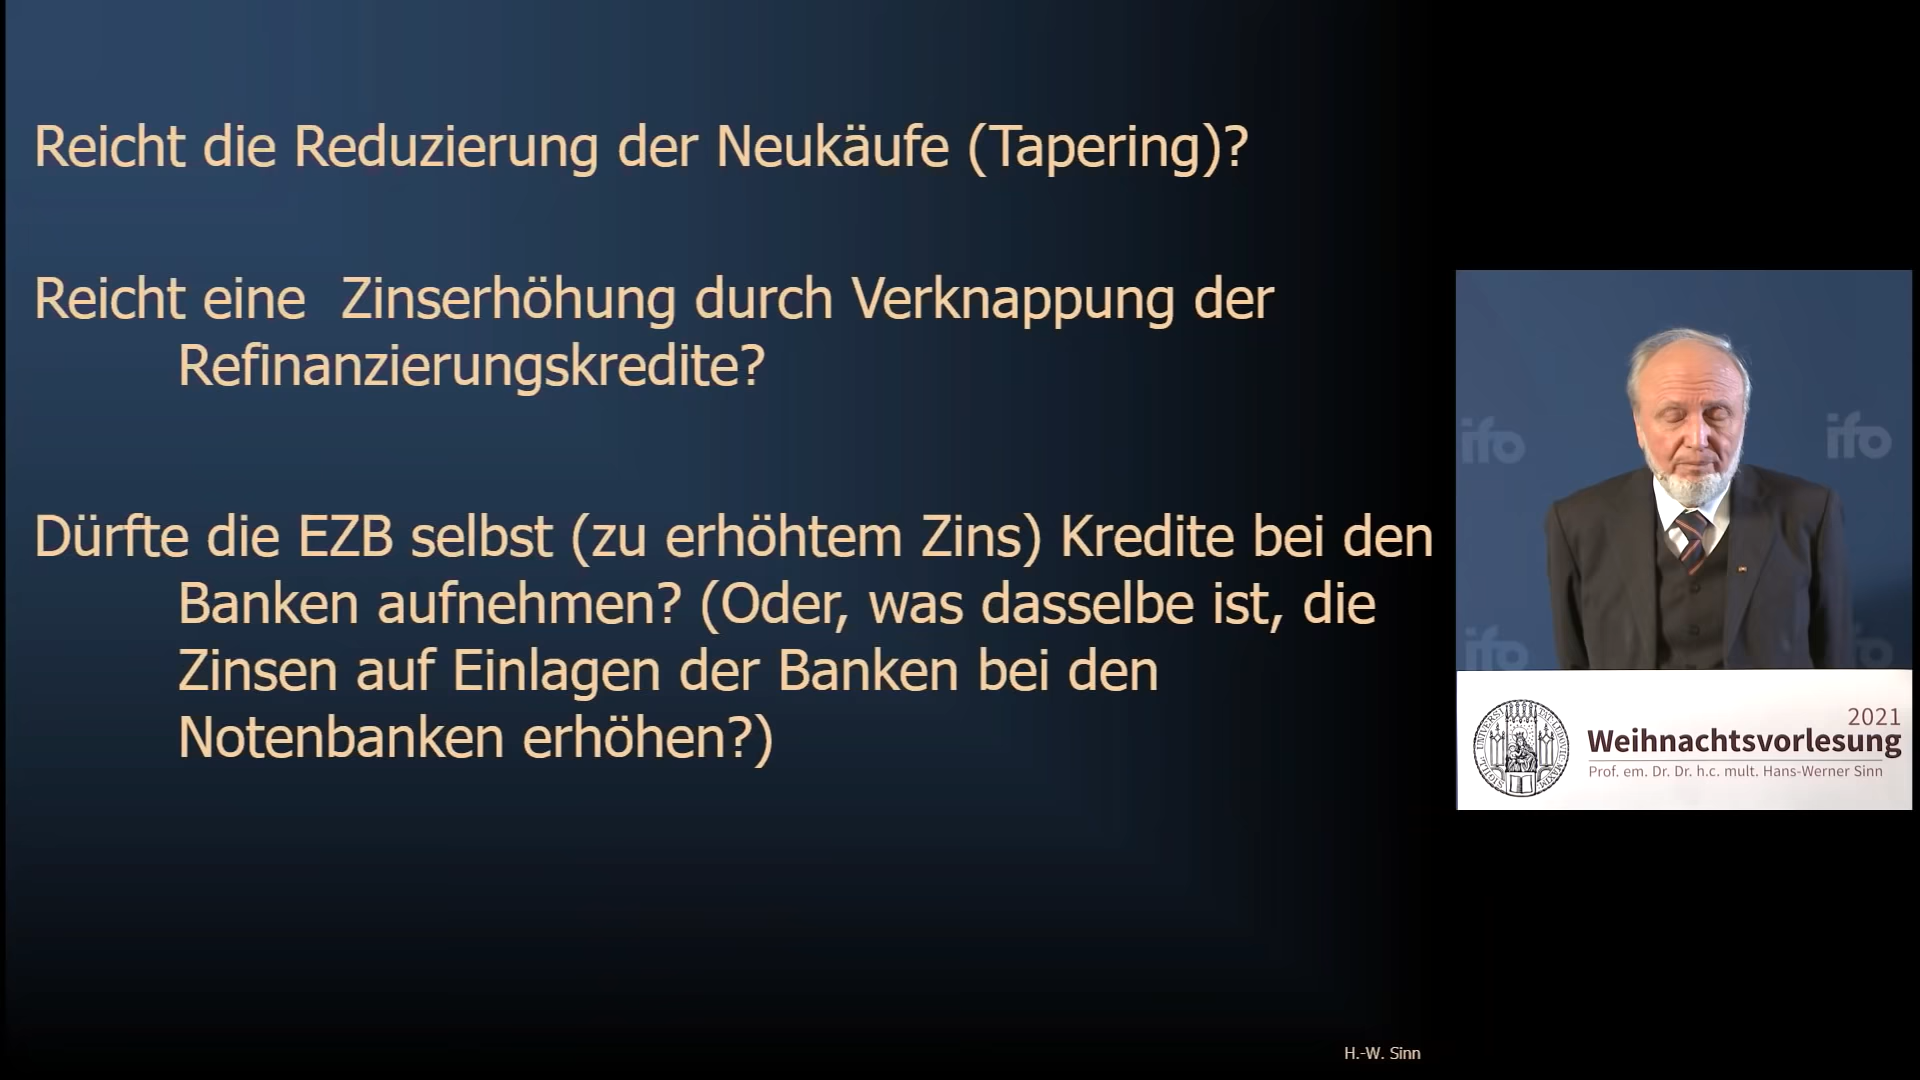 Reicht die Reduzierung der Neukäufe (Tapering)?
Reicht eine  Zinserhöhung durch Verknappung der
Refinanzierungskredite?
Dürfte die EZB selbst (zu erhöhtem Zins) Kredite bei den
Banken aufnehmen? (Oder, was dasselbe ist, die
Zinsen auf Einlagen der Banken bei den
Notenbanken erhöhen?)
H.-W. Sinn
ifo
ifo
ifo
2021
Weihnachtsvorlesung
Prof. em. Dr. Dr. h.c. mult. Hans-Werner Sinn